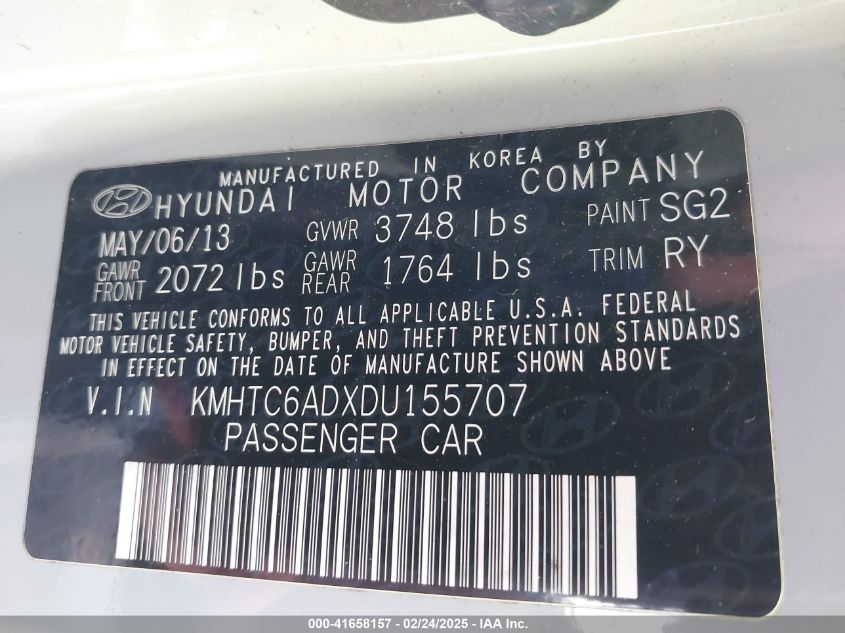 MANUFACTURED IN KOREA BY
HYUNDAI MOTOR COMPANY
MAY/06/13 GVWR 3748 lbs PAINT SG2
GAWR FRONT 2072 lbs GAWR REAR 1764 lbs TRIM RY
THIS VEHICLE CONFORMS TO ALL APPLICABLE U.S.A. FEDERAL
MOTOR VEHICLE SAFETY, BUMPER, AND THEFT PREVENTION STANDARDS
IN EFFECT ON THE DATE OF MANUFACTURE SHOWN ABOVE
V.I.N KMHTC6ADXDU155707
PASSENGER CAR
000-41658157 - 02/24/2025 - IAA Inc.